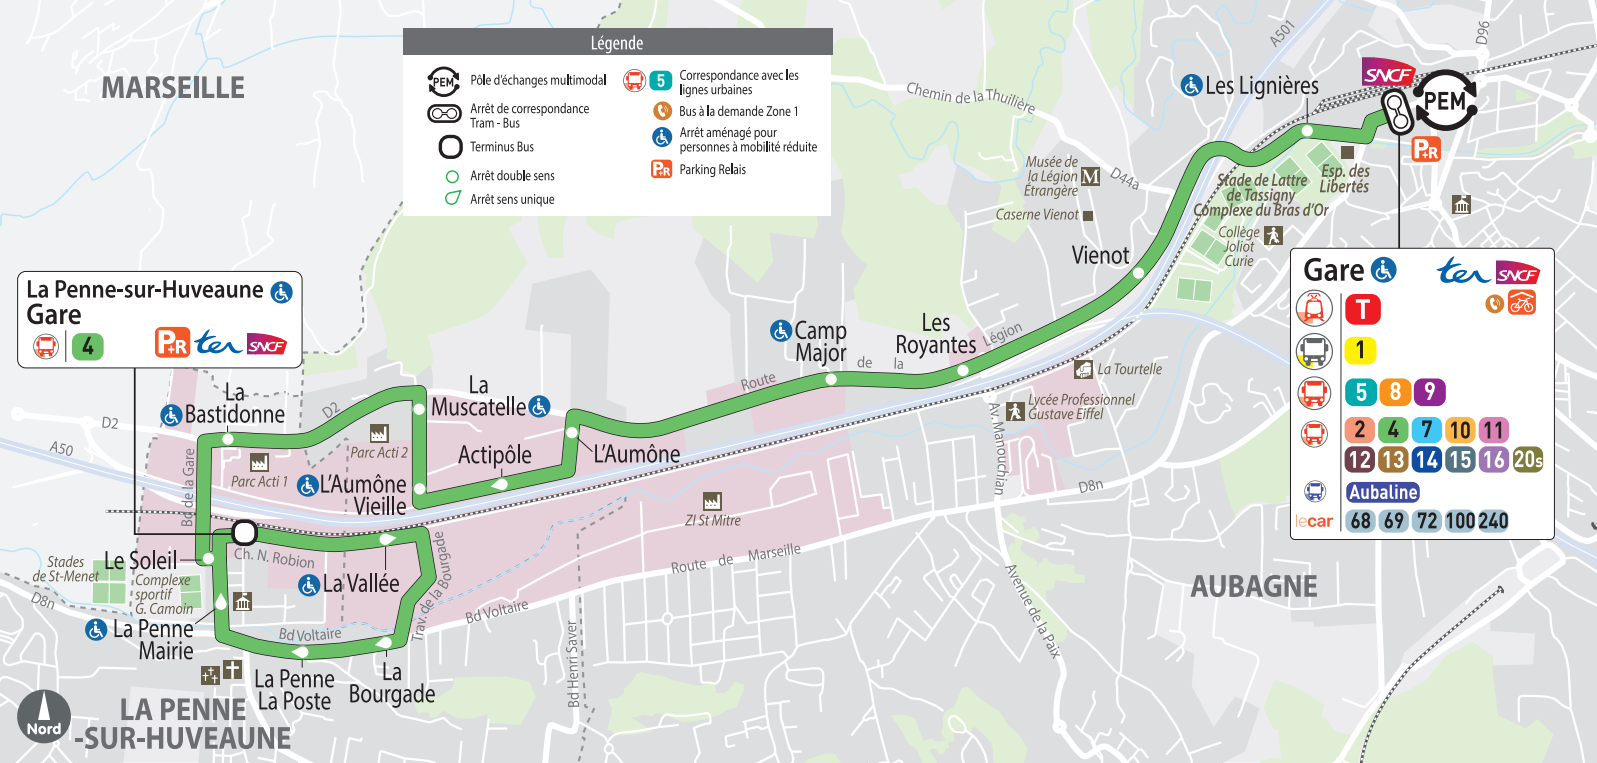 Légende
PEM
Pôle d'échanges multimodal
Arrêt de correspondance
Tram - Bus
Terminus Bus
Arrêt double sens
Arrêt sens unique
5
Correspondance avec les
lignes urbaines
Bus à la demande Zone 1
Arrêt aménagé pour
personnes à mobilité réduite
P+R
Parking Relais
MARSEILLE
A501
D96
Chemin de la Thuilière
Les Lignières
SNCF
PEM
P+R
Musée de
la Légion
Étrangère
M
D44a
Caserne Vienot
Esp. des
Libertés
Stade de Lattre
de Tassigny
Complexe du Bras d'Or
Collège
Joliot
Curie
Vienot
Gare
ter
SNCF
T
1
5 8 9
2 4 7 10 11
12 13 14 15 16 20s
Aubaline
lecar
68 69 72 100 240
La Penne-sur-Huveaune
Gare
4
P+R
ter
SNCF
Camp
Major
Les
Royantes
Route de la Légion
La Tourtelle
Lycée Professionnel
Gustave Eiffel
Av. Manouchian
La
Bastidonne
D2
D2
A50
La
Muscatelle
Parc Acti 2
Parc Acti 1
Actipôle
L'Aumône
L'Aumône
Vieille
Bd de la Gare
ZI St Mitre
D8n
Le Soleil
Ch. N. Robion
La Vallée
Trav. de la Bourgade
Route de Marseille
Stades
de St-Menet
Complexe
sportif
G. Camoin
D8n
La Penne
Mairie
Bd Voltaire
Bd Voltaire
La Penne
La Poste
La
Bourgade
Bd Henri Saver
Avenue de la Paix
AUBAGNE
Nord
LA PENNE
-SUR-HUVEAUNE